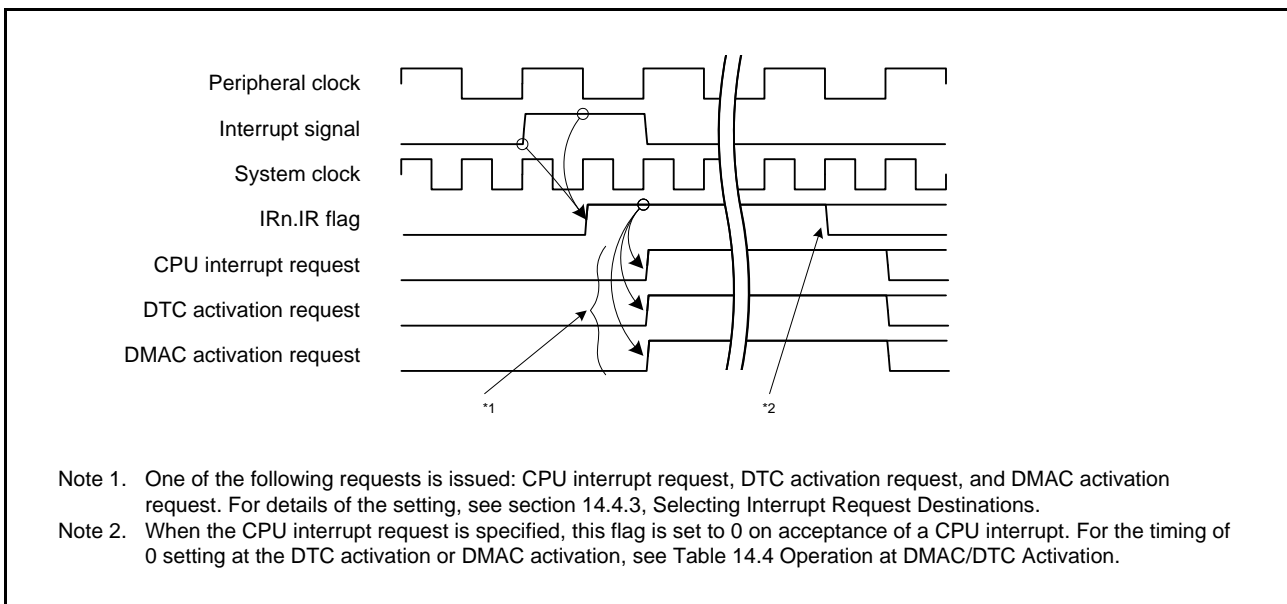 Peripheral clock
Interrupt signal
System clock
IRn.IR flag
CPU interrupt request
DTC activation request
DMAC activation request
*1
*2
Note 1. One of the following requests is issued: CPU interrupt request, DTC activation request, and DMAC activation
request. For details of the setting, see section 14.4.3, Selecting Interrupt Request Destinations.
Note 2. When the CPU interrupt request is specified, this flag is set to 0 on acceptance of a CPU interrupt. For the timing of
0 setting at the DTC activation or DMAC activation, see Table 14.4 Operation at DMAC/DTC Activation.